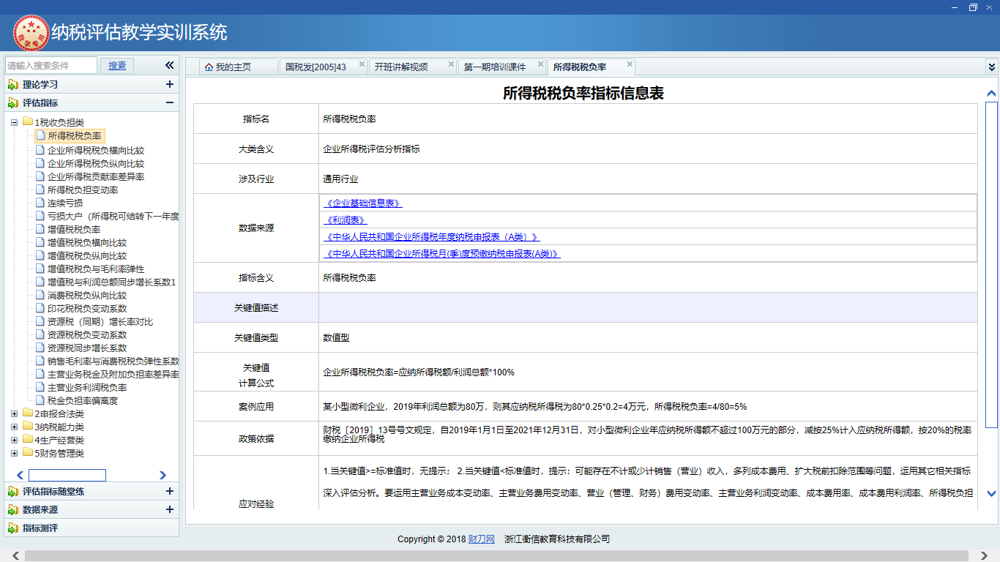 纳税评估教学实训系统
请输入搜索条件
搜素
理论学习
评估指标
1税收负担类
所得税税负率
企业所得税税负横向比较
企业所得税税负纵向比较
企业所得税贡献率差异率
所得税负担变动率
连续亏损
亏损大户（所得税可结转下一年度
增值税税负率
增值税税负横向比较
增值税税负纵向比较
增值税税负与毛利率弹性
增值税与利润总额同步增长系数1
消费税税负纵向比较
印花税税负变动系数
资源税（同期）增长率对比
资源税税负变动系数
资源税同步增长系数
销售毛利率与消费税税负弹性系数
主营业务税金及附加负担率差异率
主营业务利润税负率
税金负担率偏离度
2申报合法类
3纳税能力类
4生产经营类
5财务管理类
评估指标随堂练
数据来源
指标测评
我的主页
国税发[2005]43
开班讲解视频
第一期培训课件
所得税税负率
所得税税负率指标信息表
指标名 所得税税负率
大类含义 企业所得税评估分析指标
涉及行业 通用行业
数据来源
《企业基础信息表》
《利润表》
《中华人民共和国企业所得税年度纳税申报表（A类）》
《中华人民共和国企业所得税月(季)度预缴纳税申报表(A类)》
指标含义 所得税税负率
关键值描述
关键值类型 数值型
关键值
计算公式
企业所得税税负率=应纳所得税额/利润总额*100%
案例应用 某小型微利企业，2019年利润总额为80万，则其应纳税所得税为80*0.25*0.2=4万元，所得税税负率=4/80=5%
政策依据
财税〔2019〕13号号文规定，自2019年1月1日至2021年12月31日，对小型微利企业年应纳税所得额不超过100万元的部分，减按25%计入应纳税所得额，按20%的税率
缴纳企业所得税
应对经验
1.当关键值>=标准值时，无提示； 2.当关键值<标准值时，提示：可能存在不计或少计销售（营业）收入，多列成本费用、扩大税前扣除范围等问题，运用其它相关指标
深入评估分析。要运用主营业务成本变动率、主营业务费用变动率、营业（管理、财务）费用变动率、主营业务利润变动率、成本费用率、成本费用利润率、所得税负担
Copyright © 2018 财刀网 浙江衡信教育科技有限公司